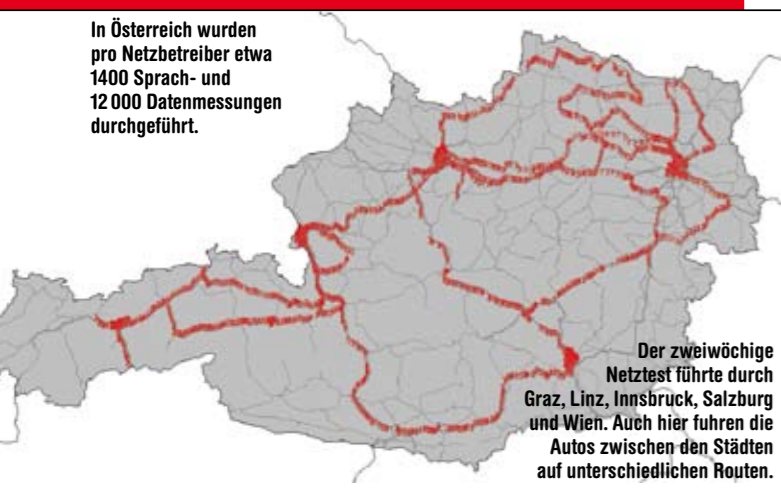 In Österreich wurden
pro Netzbetreiber etwa
1400 Sprach- und
12 000 Datenmessungen
durchgeführt.
Der zweiwöchige
Netztest führte durch
Graz, Linz, Innsbruck, Salzburg
und Wien. Auch hier fuhren die
Autos zwischen den Städten
auf unterschiedlichen Routen.